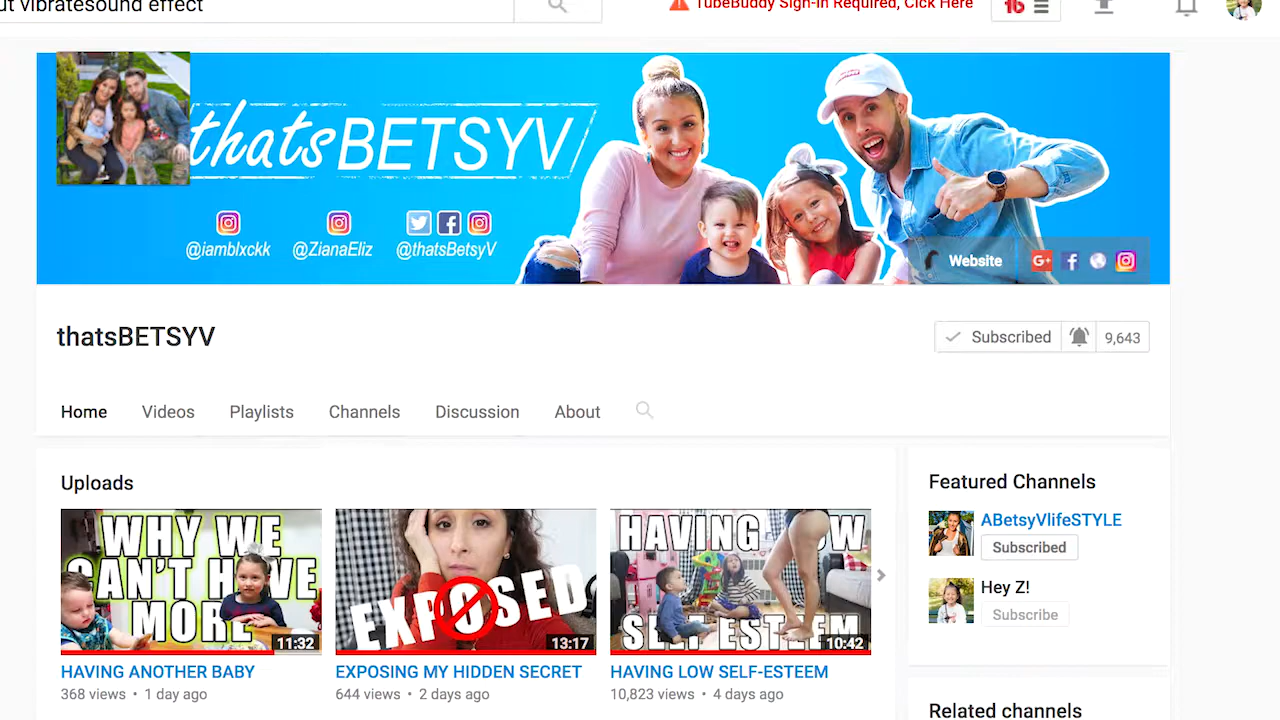 ut vibratesound effect
TubeBuddy Sign-In Required, Click Here
thatsBETSYV
@iamblxckk @ZianaEliz @thatsBetsyV
Website
G+
thatsBETSYV
Subscribed 9,643
Home Videos Playlists Channels Discussion About
Uploads
WHY WE
CAN'T HAVE
MORE
11:32
EXPOSED
13:17
HAVING LOW
SELF ESTEEM
10:42
HAVING ANOTHER BABY
368 views • 1 day ago
EXPOSING MY HIDDEN SECRET
644 views • 2 days ago
HAVING LOW SELF-ESTEEM
10,823 views • 4 days ago
Featured Channels
ABetsyVlifeSTYLE
Subscribed
Hey Z!
Subscribe
Related channels